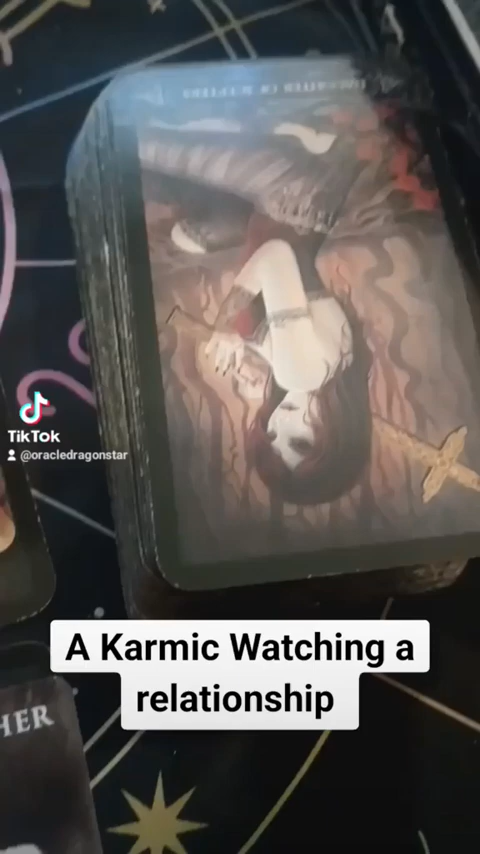 TikTok
@oracledragonstar
A Karmic Watching a
relationship
HER